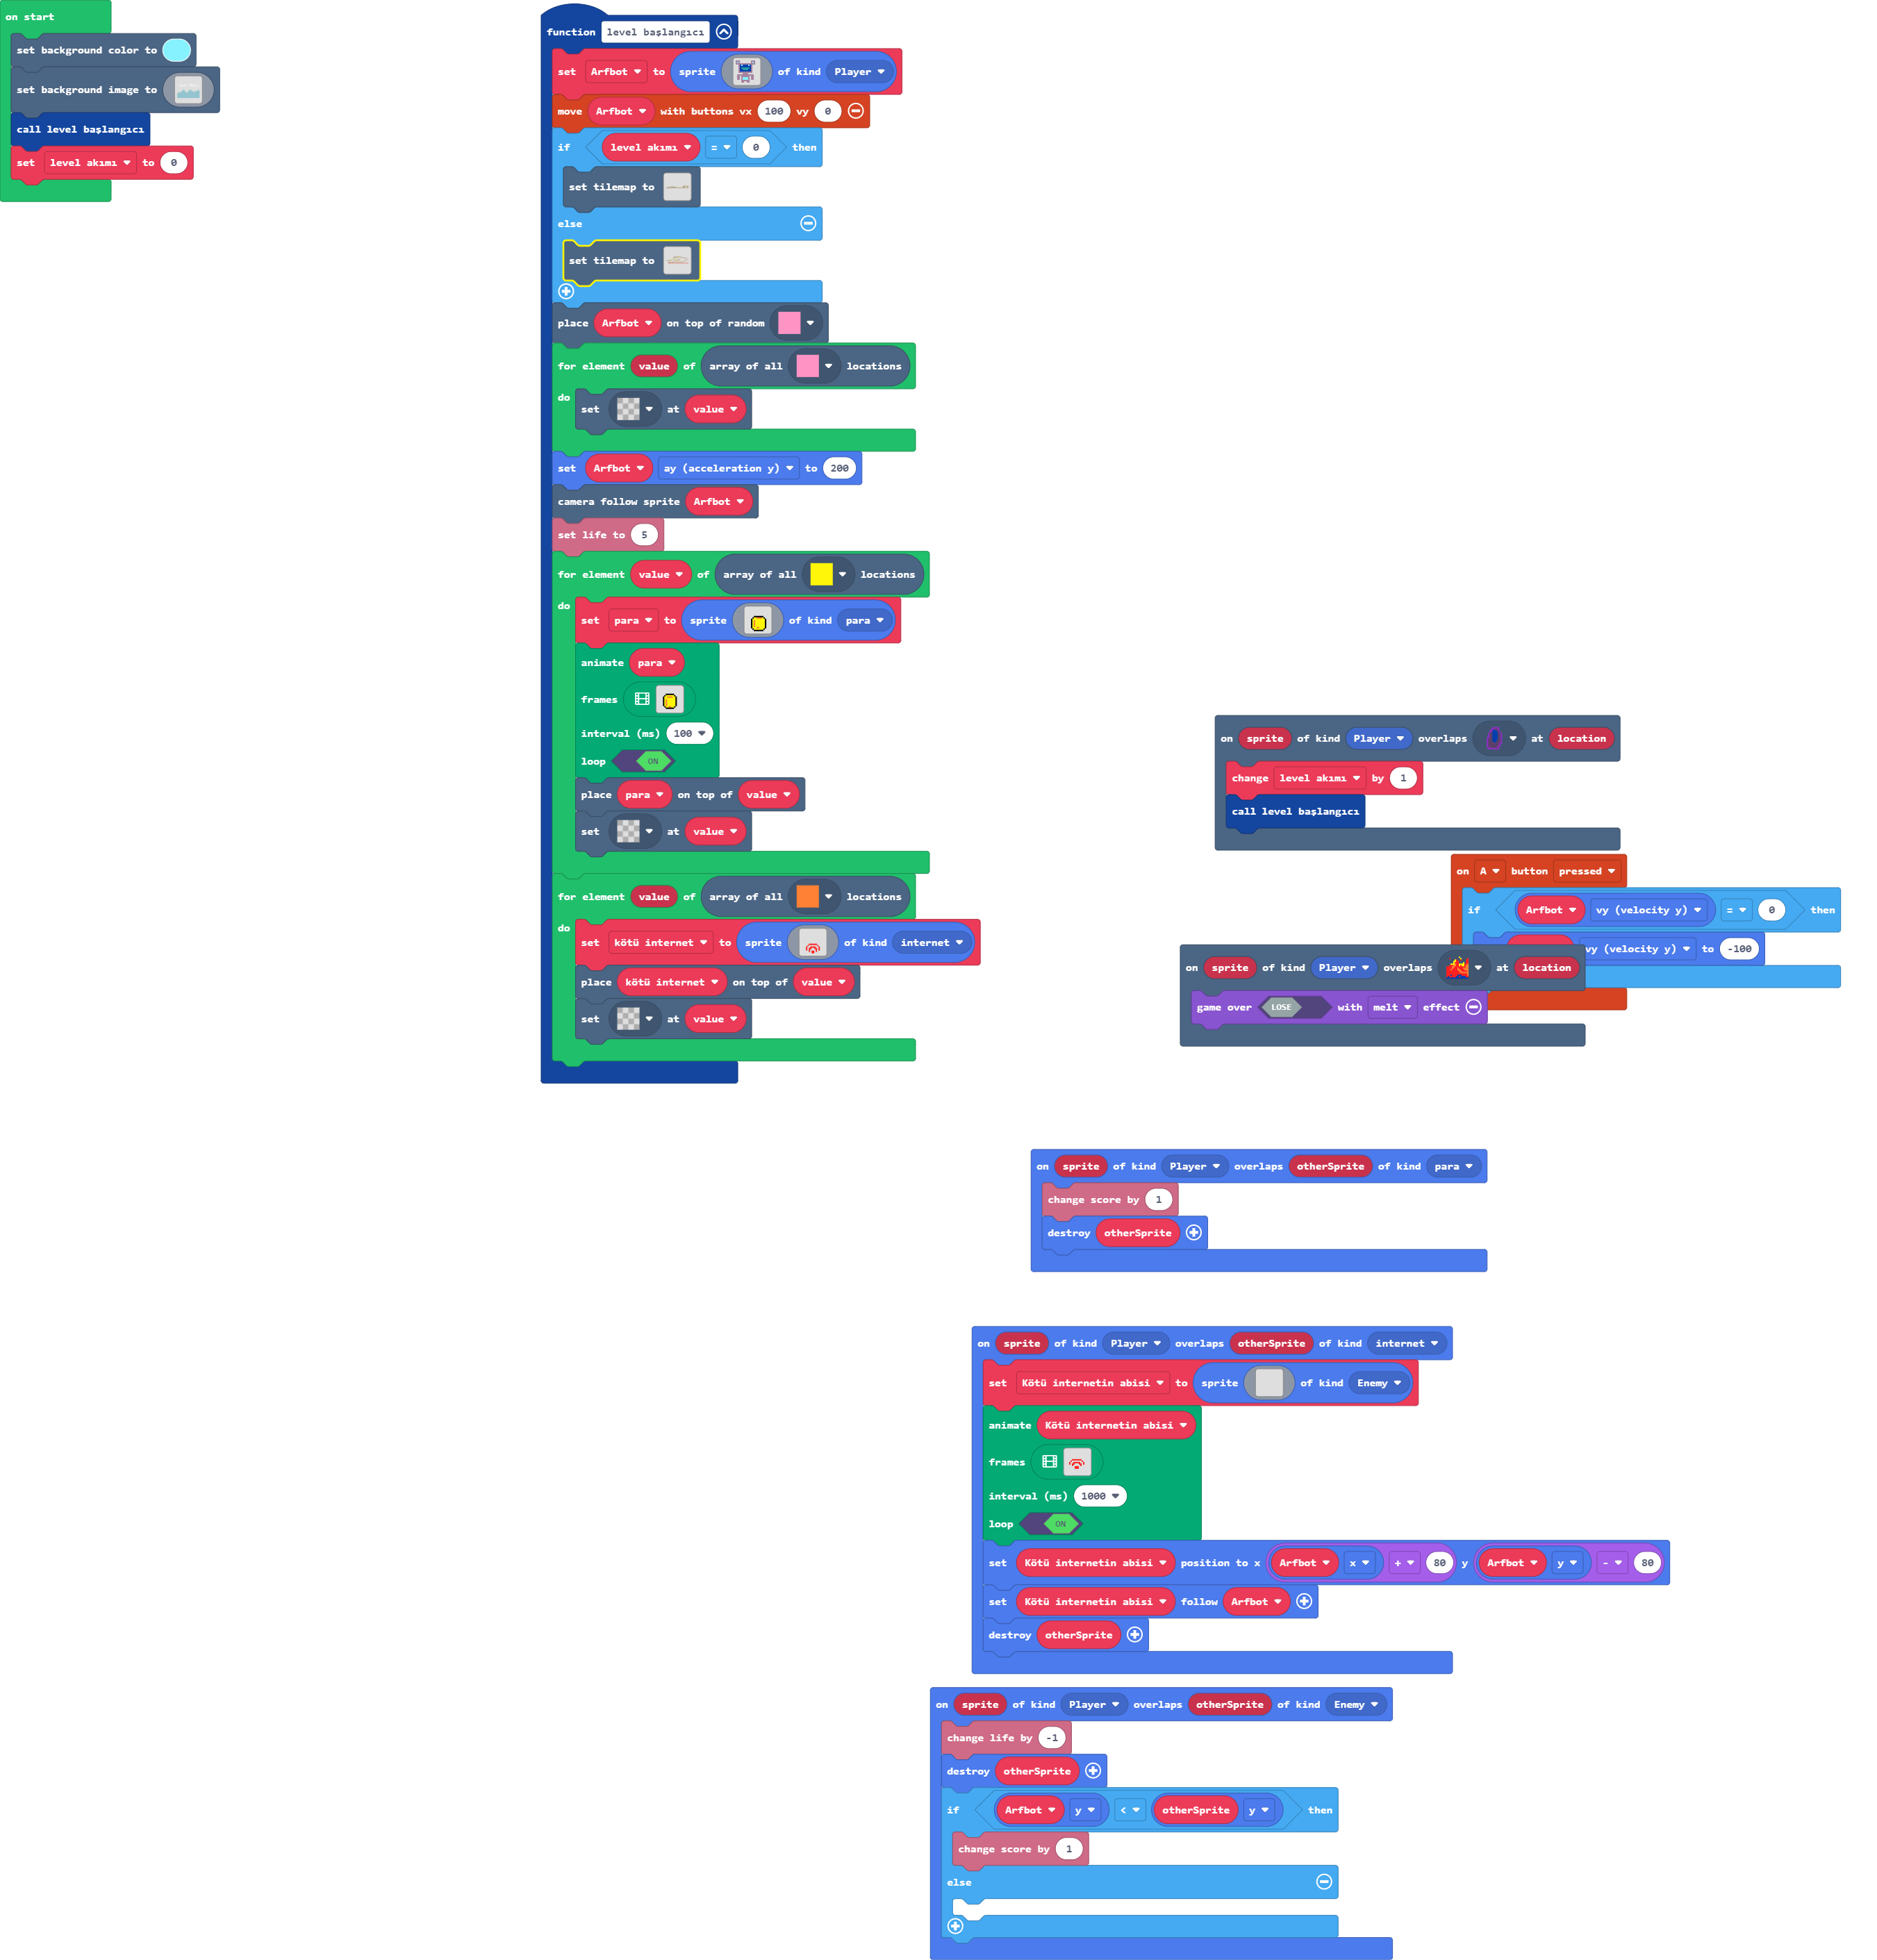 on start
set background color to
set background image to
call level başlangıcı
set level akımı to 0
function level başlangıcı
set Arfbot to sprite of kind Player
move Arfbot with buttons vx 100 vy 0
if level akımı = 0 then
set tilemap to
else
set tilemap to
place Arfbot on top of random
for element value of array of all locations
do
set at value
set Arfbot ay (acceleration y) to 200
camera follow sprite Arfbot
set life to 5
for element value of array of all locations
do
set para to sprite of kind para
animate para
frames
interval (ms) 100
loop ON
place para on top of value
set at value
for element value of array of all locations
do
set kötü internet to sprite of kind internet
place kötü internet on top of value
set at value
on sprite of kind Player overlaps at location
change level akımı by 1
call level başlangıcı
on A button pressed
if Arfbot vy (velocity y) = 0 then
vy (velocity y) to -100
on sprite of kind Player overlaps at location
game over LOSE with melt effect
on sprite of kind Player overlaps otherSprite of kind para
change score by 1
destroy otherSprite
on sprite of kind Player overlaps otherSprite of kind internet
set Kötü internetin abisi to sprite of kind Enemy
animate Kötü internetin abisi
frames
interval (ms) 1000
loop ON
set Kötü internetin abisi position to x Arfbot x + 80 y Arfbot y - 80
set Kötü internetin abisi follow Arfbot
destroy otherSprite
on sprite of kind Player overlaps otherSprite of kind Enemy
change life by -1
destroy otherSprite
if Arfbot y < otherSprite y then
change score by 1
else